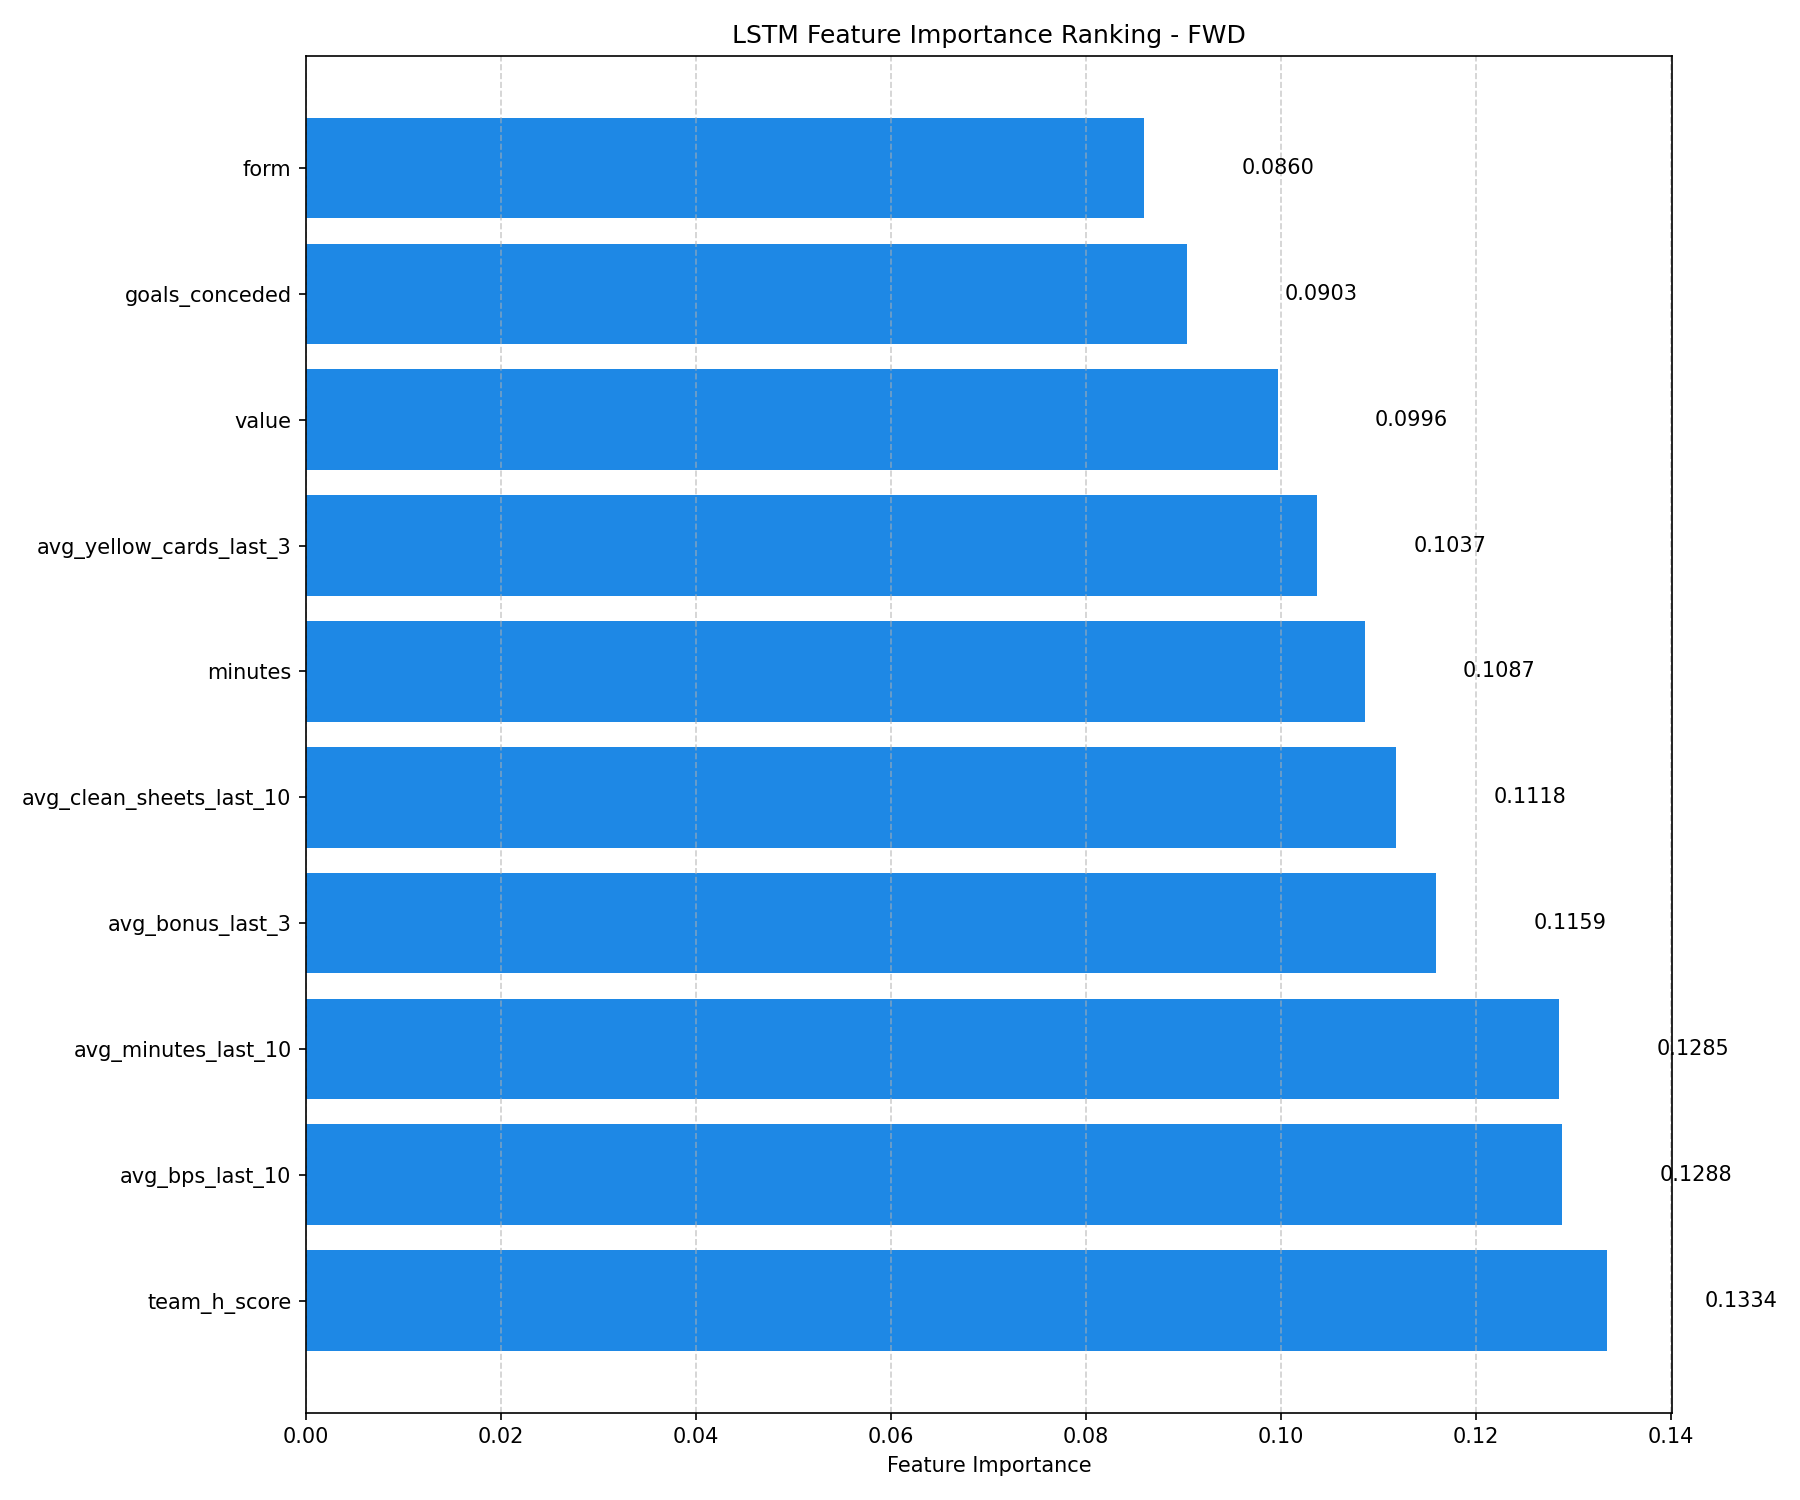 LSTM Feature Importance Ranking - FWD
form 0.0860
goals_conceded 0.0903
value 0.0996
avg_yellow_cards_last_3 0.1037
minutes 0.1087
avg_clean_sheets_last_10 0.1118
avg_bonus_last_3 0.1159
avg_minutes_last_10 0.1285
avg_bps_last_10 0.1288
team_h_score 0.1334
0.00 0.02 0.04 0.06 0.08 0.10 0.12 0.14
Feature Importance